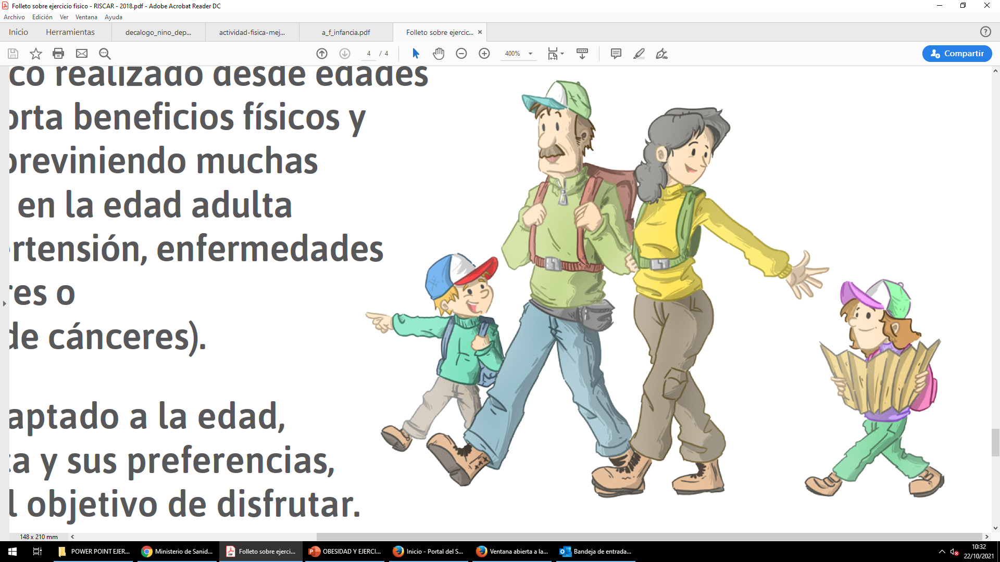 Folleto sobre ejercicio fisico - RISCAR - 2018.pdf - Adobe Acrobat Reader DC
Archivo Edición Ver Ventana Ayuda
Inicio Herramientas decalogo_nino_dep... actividad-fisica-mej... a_f_infancia.pdf Folleto sobre ejercic...
4 / 4 400% Compartir
co realizado desde edades
orta beneficios físicos y
previniendo muchas
en la edad adulta
ertensión, enfermedades
res o
de cánceres).
aptado a la edad,
ca y sus preferencias,
l objetivo de disfrutar.
148 x 210 mm
POWER POINT EJER... Ministerio de Sanid... Folleto sobre ejerci... OBESIDAD Y EJERCI... Inicio - Portal del S... Ventana abierta a la... Bandeja de entrada... 10:32
22/10/2021